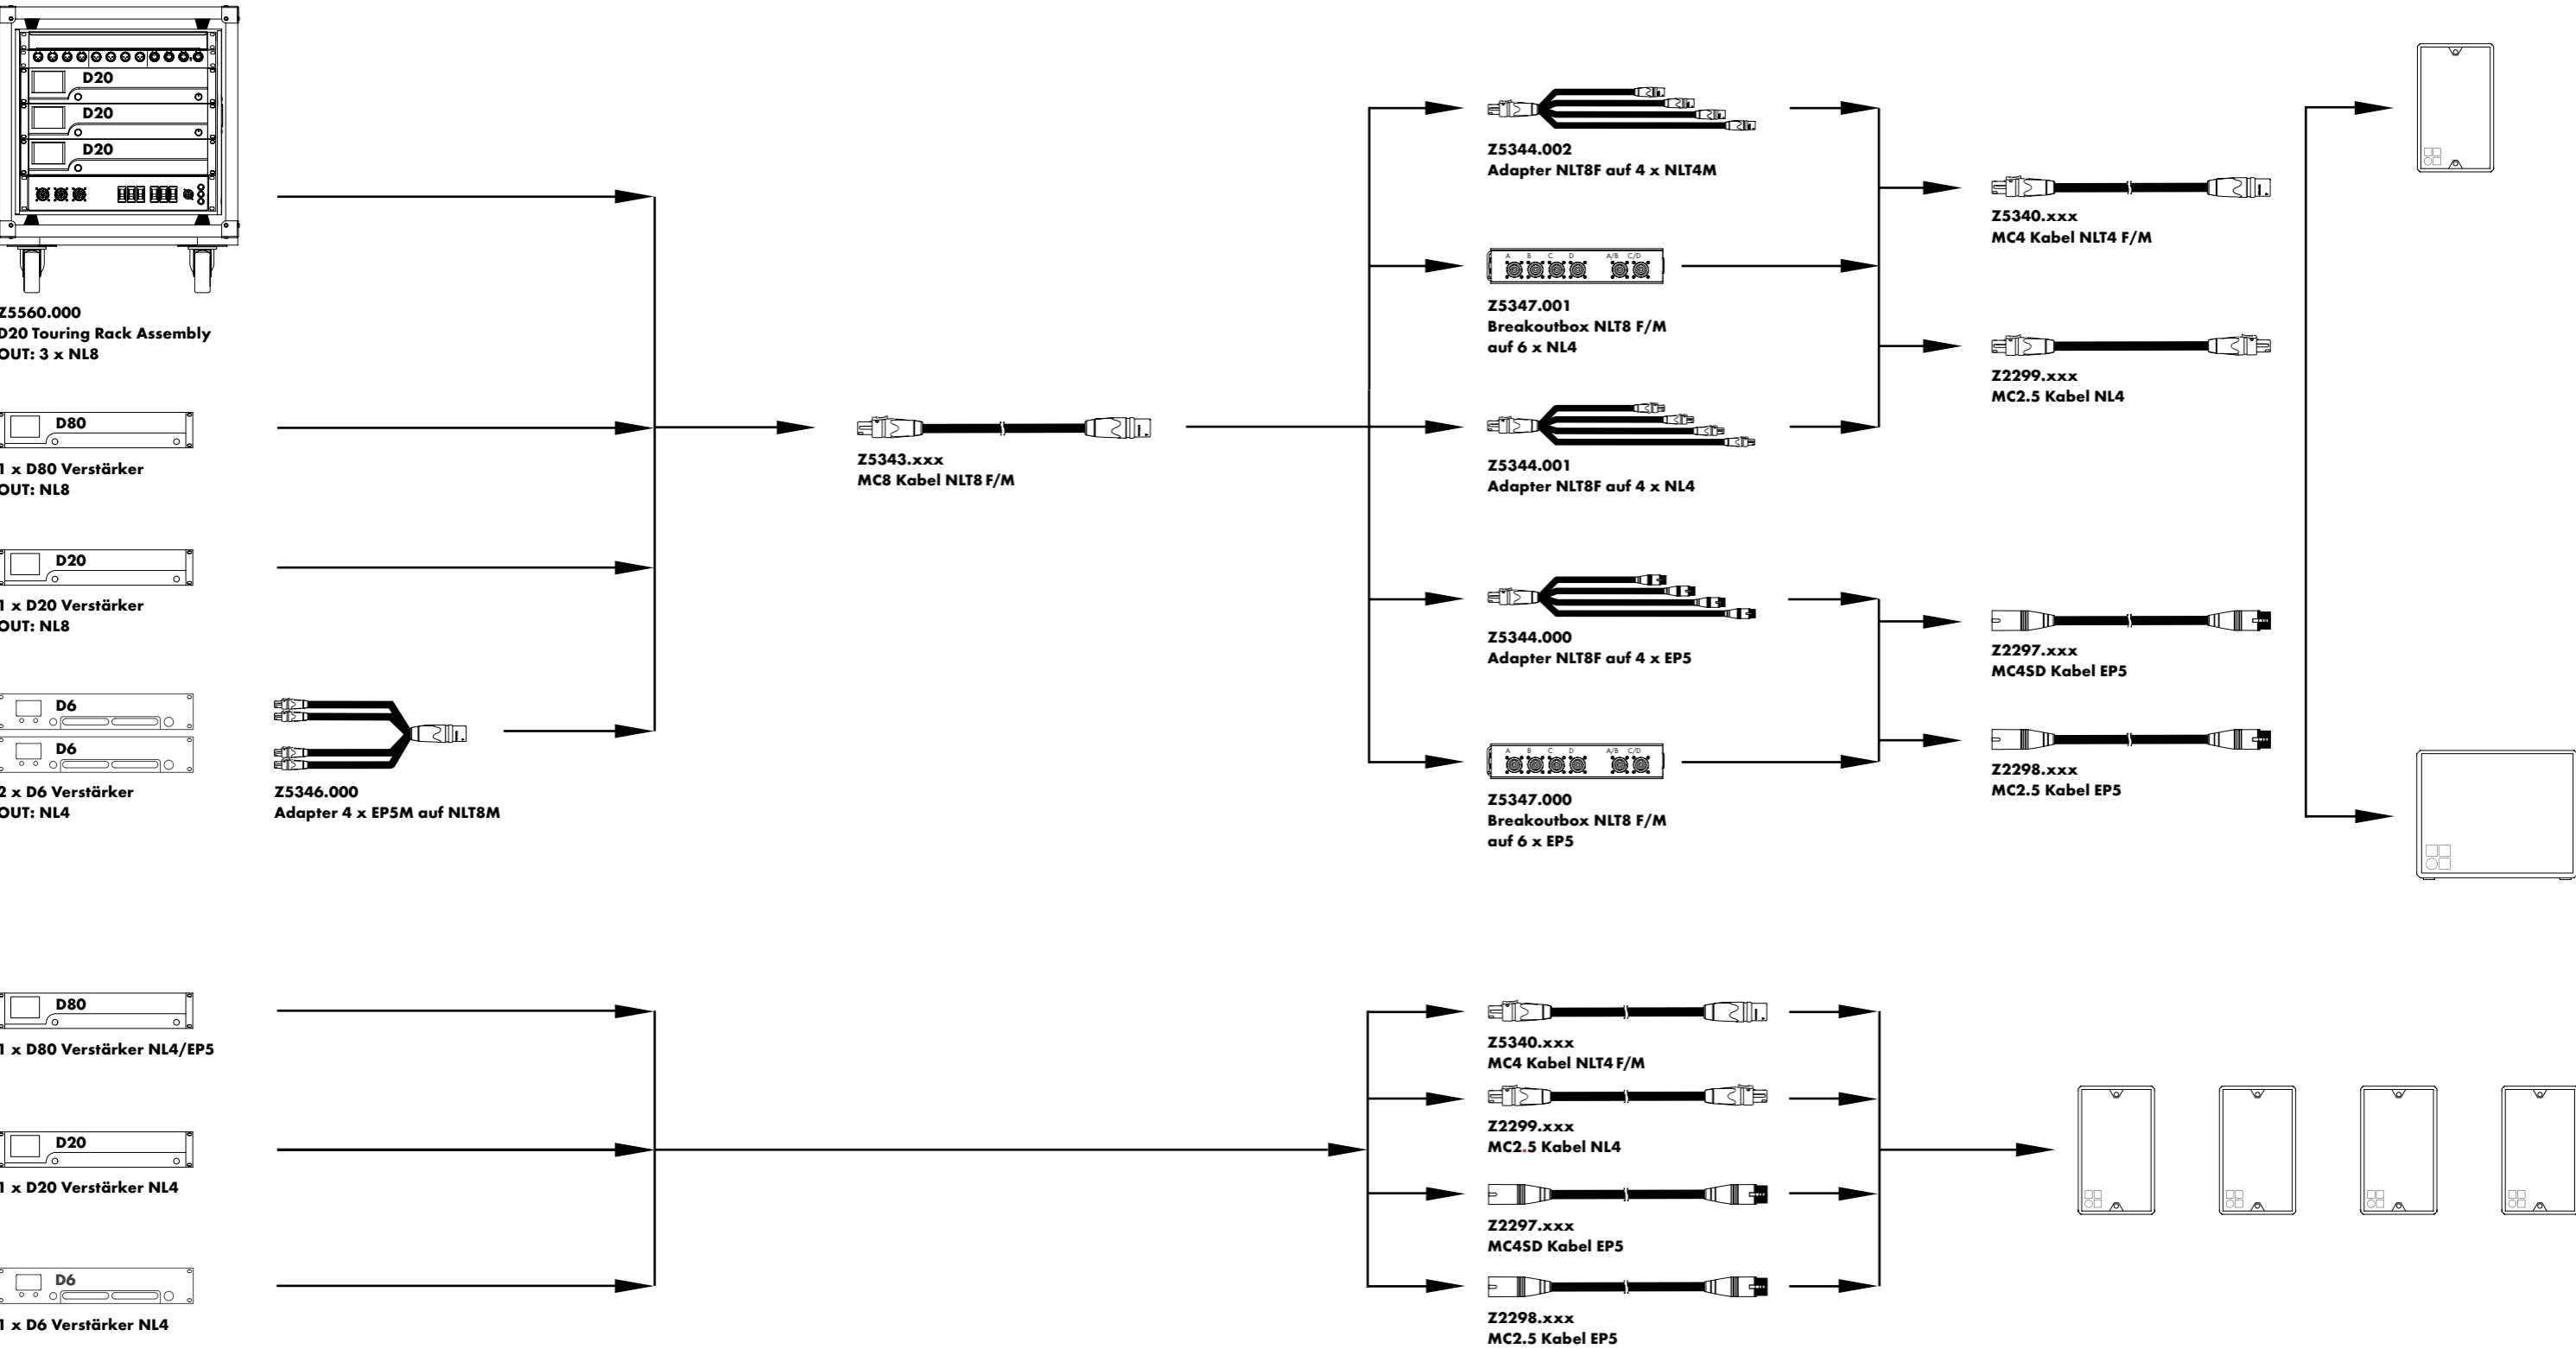 D20
D20
D20
Z5560.000
D20 Touring Rack Assembly
OUT: 3 x NL8
D80
1 x D80 Verstärker
OUT: NL8
D20
1 x D20 Verstärker
OUT: NL8
D6
D6
2 x D6 Verstärker
OUT: NL4
Z5346.000
Adapter 4 x EP5M auf NLT8M
Z5343.xxx
MC8 Kabel NLT8 F/M
Z5344.002
Adapter NLT8F auf 4 x NLT4M
A B C D A/B C/D
Z5347.001
Breakoutbox NLT8 F/M
auf 6 x NL4
Z5344.001
Adapter NLT8F auf 4 x NL4
Z5344.000
Adapter NLT8F auf 4 x EP5
A B C D A/B C/D
Z5347.000
Breakoutbox NLT8 F/M
auf 6 x EP5
Z5340.xxx
MC4 Kabel NLT4 F/M
Z2299.xxx
MC2.5 Kabel NL4
Z2297.xxx
MC4SD Kabel EP5
Z2298.xxx
MC2.5 Kabel EP5
D80
1 x D80 Verstärker NL4/EP5
D20
1 x D20 Verstärker NL4
D6
1 x D6 Verstärker NL4
Z5340.xxx
MC4 Kabel NLT4 F/M
Z2299.xxx
MC2.5 Kabel NL4
Z2297.xxx
MC4SD Kabel EP5
Z2298.xxx
MC2.5 Kabel EP5